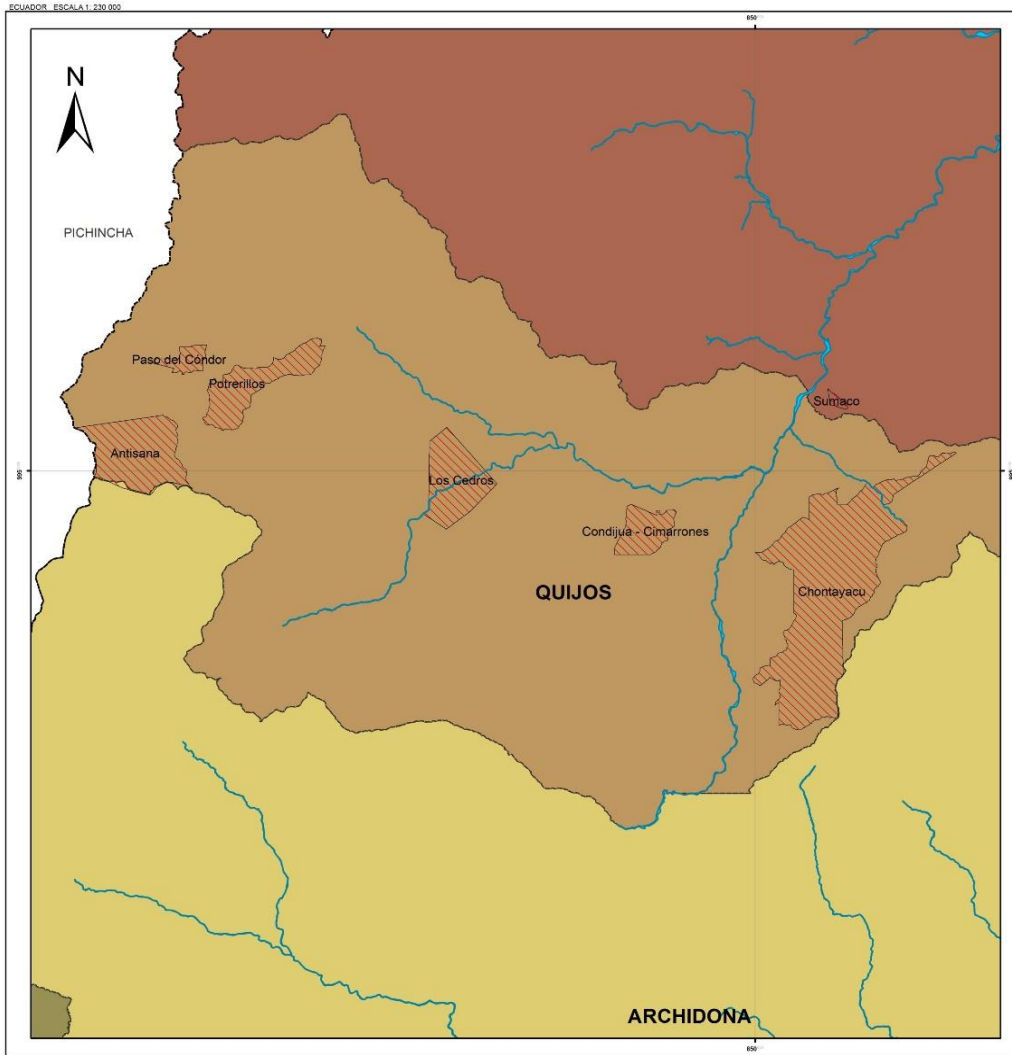 ECUADOR ESCALA 1: 230 000
850
N
PICHINCHA
Paso del Cóndor
Potrerillos
Sumaco
Antisana
995
Los Cedros
Condijua - Cimarrones
QUIJOS
Chontayacu
ARCHIDONA
850